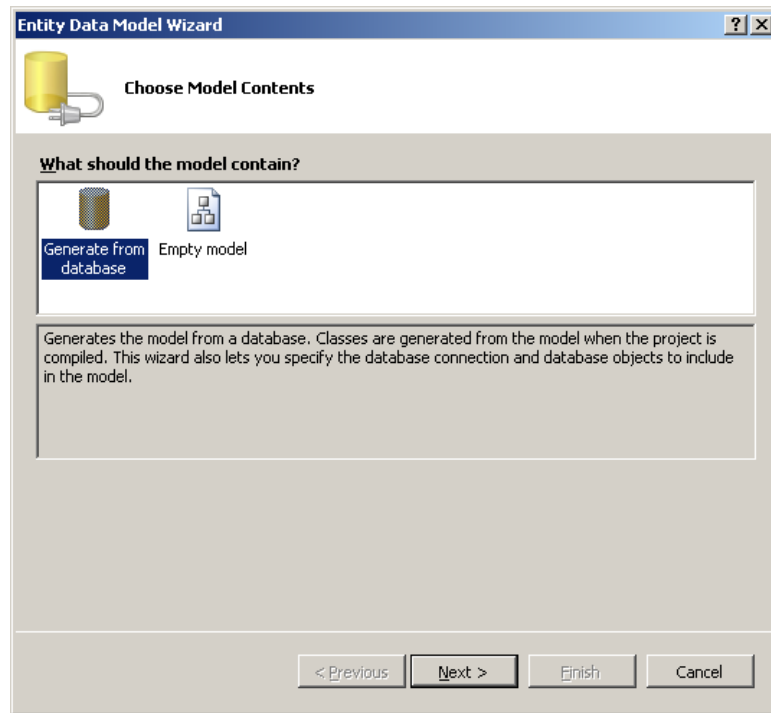 Entity Data Model Wizard
Choose Model Contents
What should the model contain?
Generate from
database
Empty model
Generates the model from a database. Classes are generated from the model when the project is
compiled. This wizard also lets you specify the database connection and database objects to include
in the model.
< Previous
Next >
Finish
Cancel